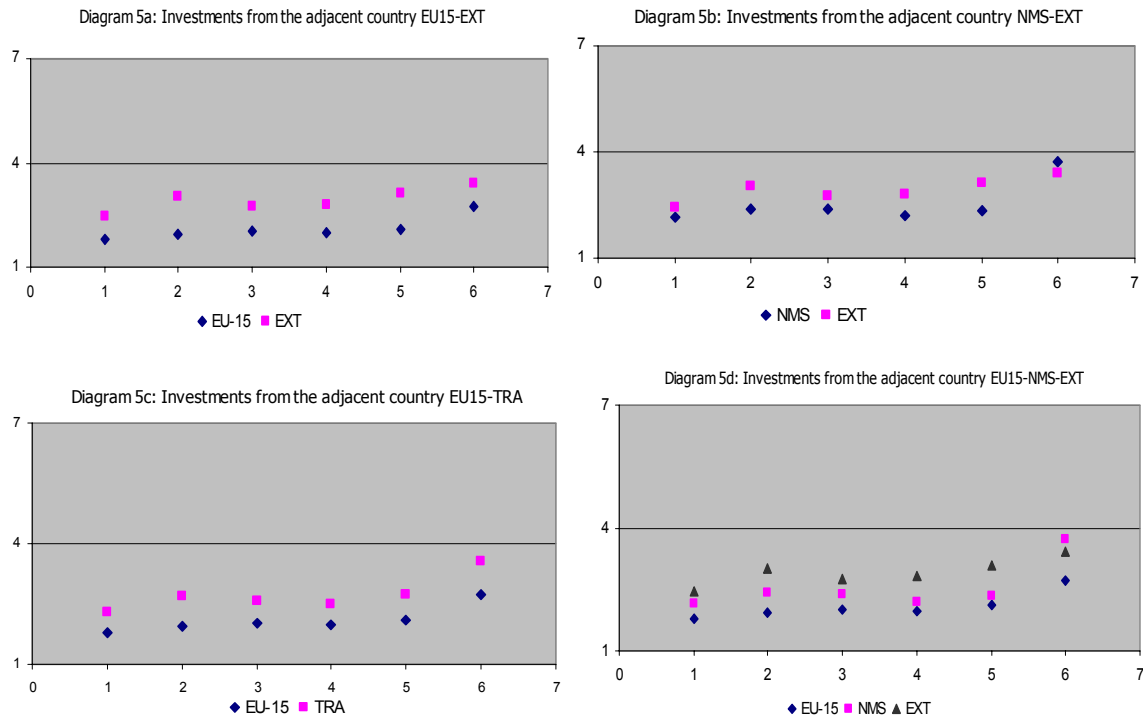 Diagram 5a: Investments from the adjacent country EU15-EXT
7
4
1
0 1 2 3 4 5 6 7
EU-15 EXT
Diagram 5b: Investments from the adjacent country NMS-EXT
7
4
1
0 1 2 3 4 5 6 7
NMS EXT
Diagram 5c: Investments from the adjacent country EU15-TRA
7
4
1
0 1 2 3 4 5 6 7
EU-15 TRA
Diagram 5d: Investments from the adjacent country EU15-NMS-EXT
7
4
1
0 1 2 3 4 5 6 7
EU-15 NMS EXT